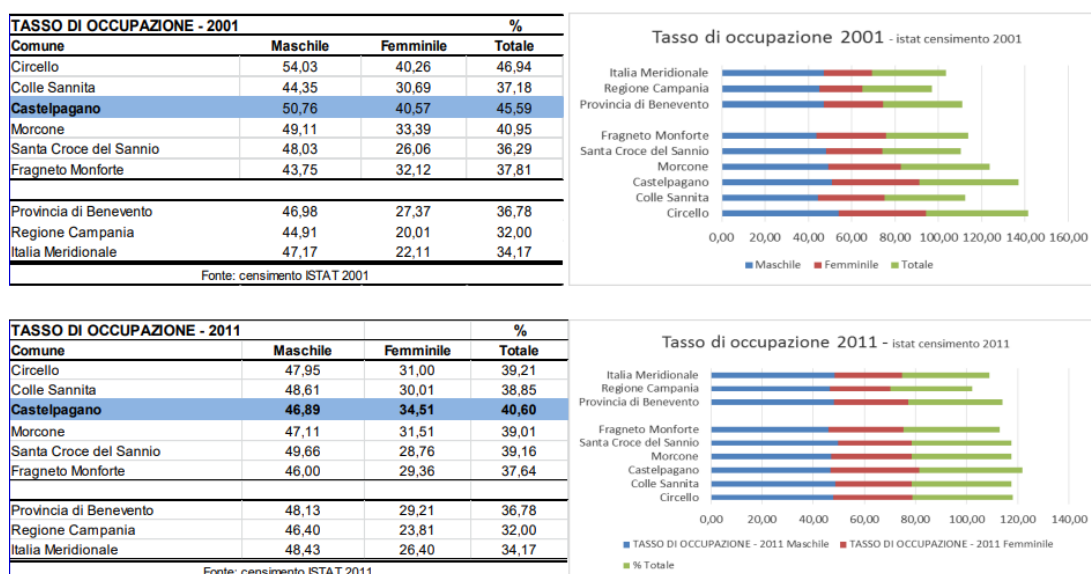 TASSO DI OCCUPAZIONE - 2001 %
Comune Maschile Femminile Totale
Circello 54,03 40,26 46,94
Colle Sannita 44,35 30,69 37,18
Castelpagano 50,76 40,57 45,59
Morcone 49,11 33,39 40,95
Santa Croce del Sannio 48,03 26,06 36,29
Fragneto Monforte 43,75 32,12 37,81
Provincia di Benevento 46,98 27,37 36,78
Regione Campania 44,91 20,01 32,00
Italia Meridionale 47,17 22,11 34,17
Fonte: censimento ISTAT 2001
Tasso di occupazione 2001 - istat censimento 2001
Italia Meridionale
Regione Campania
Provincia di Benevento
Fragneto Monforte
Santa Croce del Sannio
Morcone
Castelpagano
Colle Sannita
Circello
0,00 20,00 40,00 60,00 80,00 100,00 120,00 140,00 160,00
Maschile Femminile Totale
TASSO DI OCCUPAZIONE - 2011 %
Comune Maschile Femminile Totale
Circello 47,95 31,00 39,21
Colle Sannita 48,61 30,01 38,85
Castelpagano 46,89 34,51 40,60
Morcone 47,11 31,51 39,01
Santa Croce del Sannio 49,66 28,76 39,16
Fragneto Monforte 46,00 29,36 37,64
Provincia di Benevento 48,13 29,21 36,78
Regione Campania 46,40 23,81 32,00
Italia Meridionale 48,43 26,40 34,17
Fonte: censimento ISTAT 2011
Tasso di occupazione 2011 - istat censimento 2011
Italia Meridionale
Regione Campania
Provincia di Benevento
Fragneto Monforte
Santa Croce del Sannio
Morcone
Castelpagano
Colle Sannita
Circello
0,00 20,00 40,00 60,00 80,00 100,00 120,00 140,00
TASSO DI OCCUPAZIONE - 2011 Maschile TASSO DI OCCUPAZIONE - 2011 Femminile
% Totale